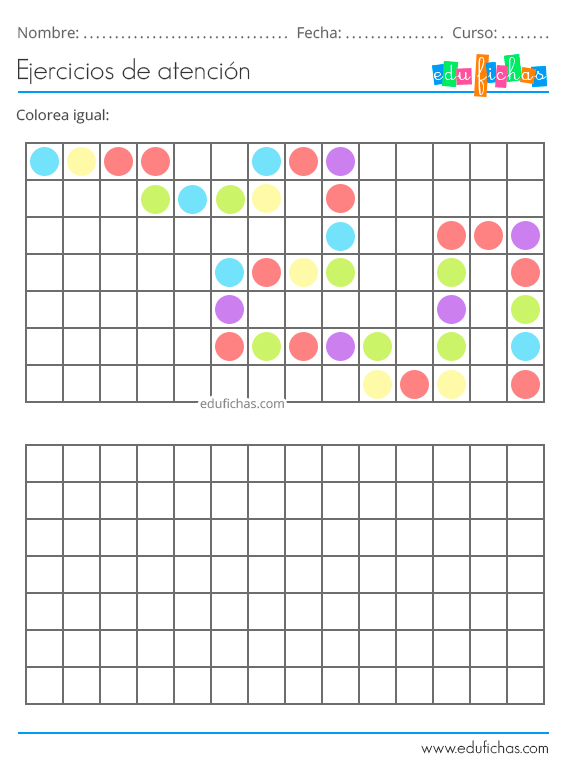 Nombre: ................................ Fecha: ................ Curso: ........
Ejercicios de atención
edufichas
Colorea igual:
edufichas.com
www.edufichas.com